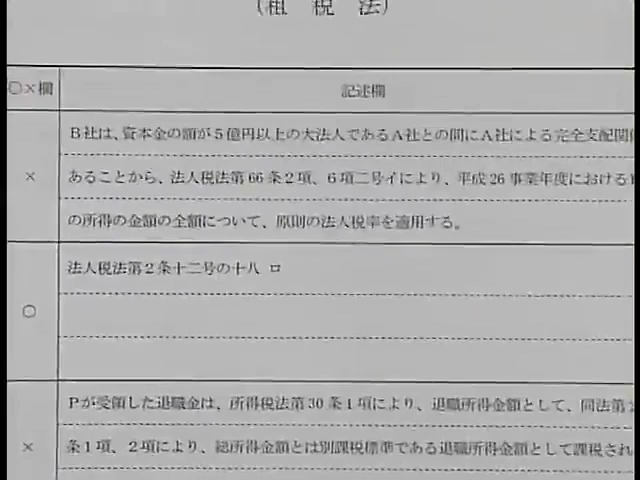 (租 税 法)
〇×欄 記述欄
B社は、資本金の額が5億円以上の大法人であるA社との間にA社による完全支配関係
× あることから、法人税法第66条2項、6項二号イにより、平成26事業年度における
の所得の金額の全額について、原則の法人税率を適用する。
法人税法第2条十二号の十八 ロ
〇
Pが受領した退職金は、所得税法第30条1項により、退職所得金額として、同法第
× 条1項、2項により、総所得金額とは別課税標準である退職所得金額として課税され